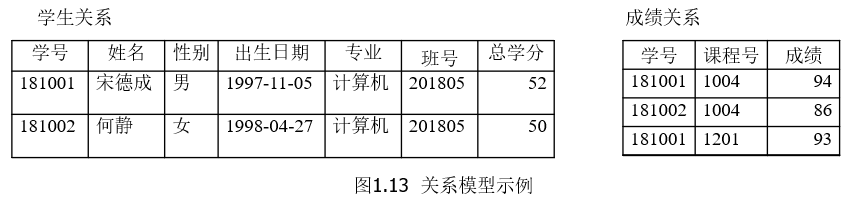 学生关系
学号 姓名 性别 出生日期 专业 班号 总学分
181001 宋德成 男 1997-11-05 计算机 201805 52
181002 何静 女 1998-04-27 计算机 201805 50
成绩关系
学号 课程号 成绩
181001 1004 94
181002 1004 86
181001 1201 93
图1.13 关系模型示例